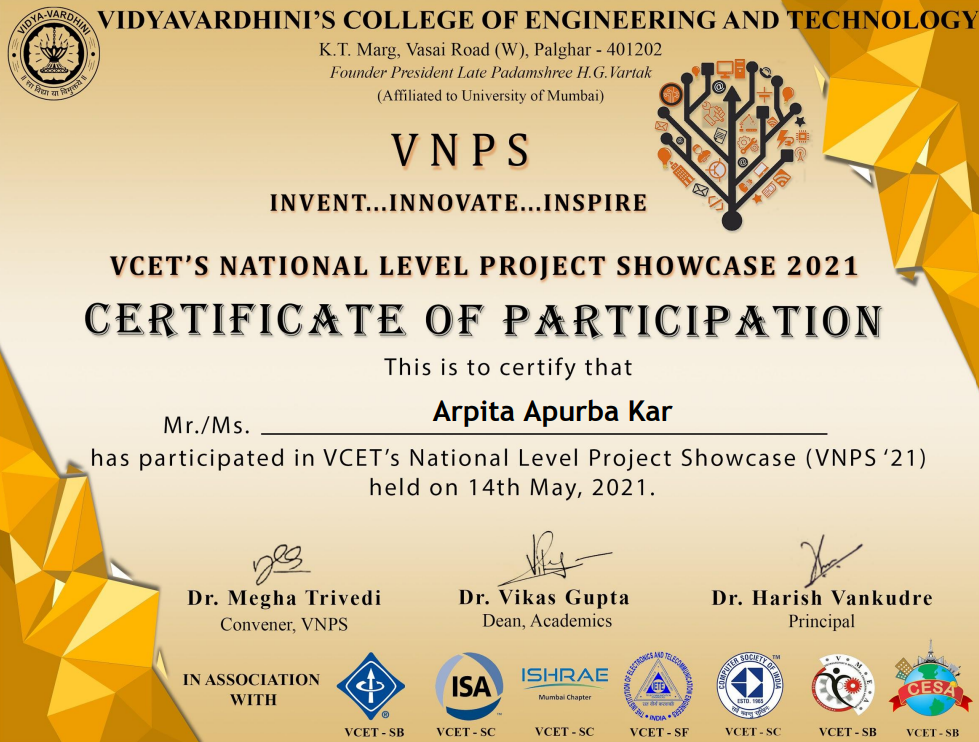 VIDYAVARDHINI'S COLLEGE OF ENGINEERING AND TECHNOLOGY
VIDYA-VARDHINI
॥ सा विद्या या विमुक्तये ॥
K.T. Marg, Vasai Road (W), Palghar - 401202
Founder President Late Padamshree H.G.Vartak
(Affiliated to University of Mumbai)
VNPS
INVENT...INNOVATE...INSPIRE
VCET'S NATIONAL LEVEL PROJECT SHOWCASE 2021
CERTIFICATE OF PARTICIPATION
This is to certify that
Mr./Ms. Arpita Apurba Kar
has participated in VCET's National Level Project Showcase (VNPS '21)
held on 14th May, 2021.
Dr. Megha Trivedi
Convener, VNPS
Dr. Vikas Gupta
Dean, Academics
Dr. Harish Vankudre
Principal
IN ASSOCIATION
WITH
®
VCET - SB
ISA
VCET - SC
ISHRAE
Mumbai Chapter
VCET - SC
THE INSTITUTION OF ELECTRONICS AND TELECOMMUNICATION ENGINEERS
• INDIA •
VCET - SF
COMPUTER SOCIETY OF INDIA
TM
ESTD. 1965
VCET - SC
V M E A
VCET - SB
CESA
VCET - SB